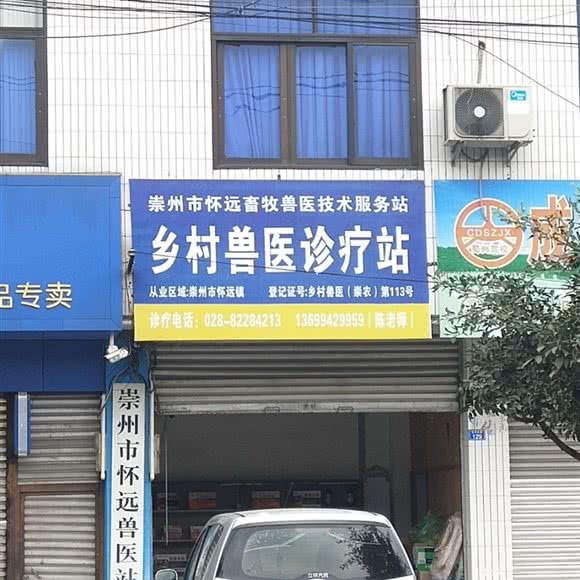 崇州市怀远畜牧兽医技术服务站
乡村兽医诊疗站
从业区域:崇州市怀远镇 登记证号:乡村兽医（崇农）第113号
诊疗电话：028-82284213 13699429959 陈老师
品专卖
CDSZJX
成
Midea
崇州市怀远兽医站